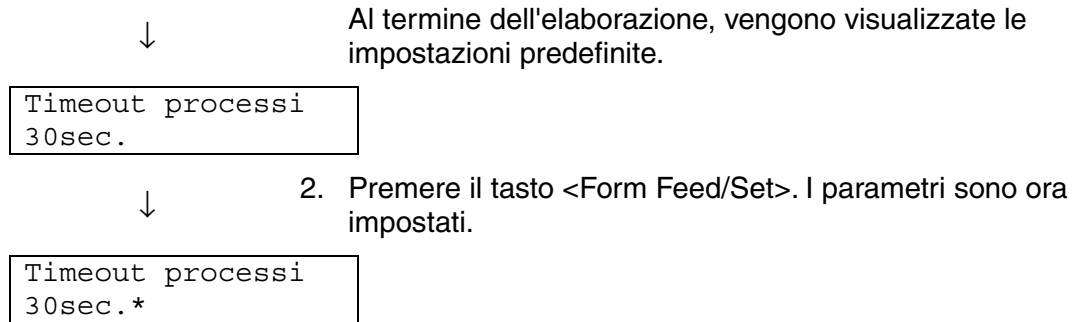 ↓
Al termine dell'elaborazione, vengono visualizzate le
impostazioni predefinite.
Timeout processi
30sec.
↓
2. Premere il tasto <Form Feed/Set>. I parametri sono ora
impostati.
Timeout processi
30sec.*